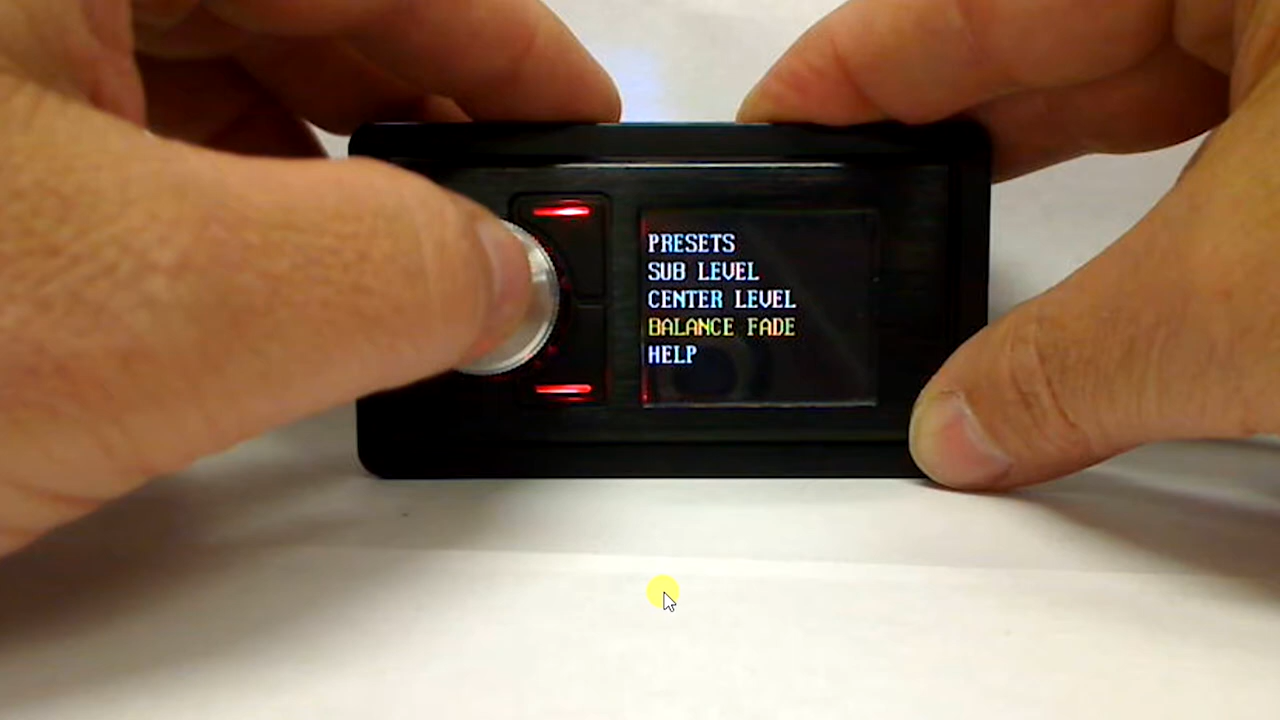 PRESETS
SUB LEVEL
CENTER LEVEL
BALANCE FADE
HELP